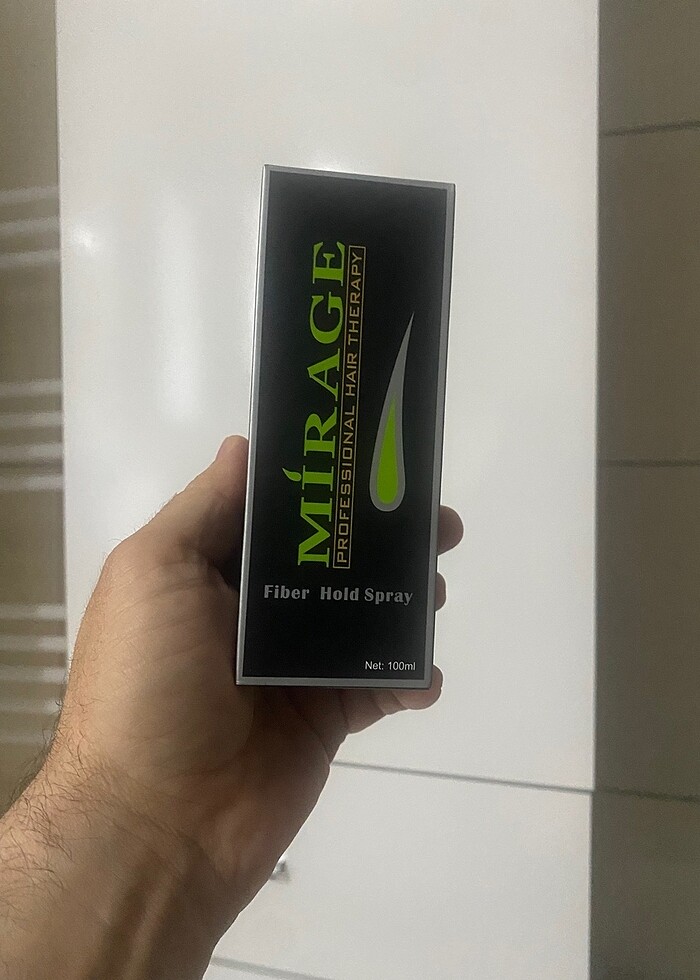 MİRAGE
PROFESSIONAL HAIR THERAPY
Fiber Hold Spray
Net: 100ml